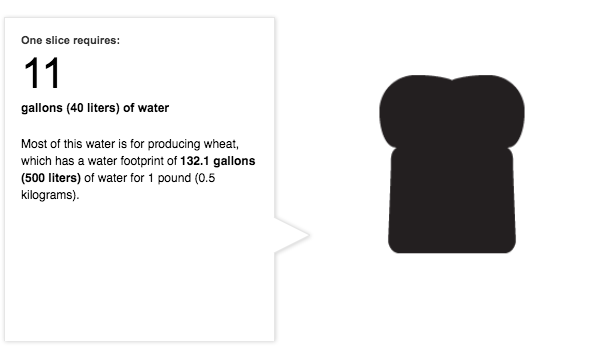 One slice requires:
11
gallons (40 liters) of water
Most of this water is for producing wheat,
which has a water footprint of 132.1 gallons
(500 liters) of water for 1 pound (0.5
kilograms).